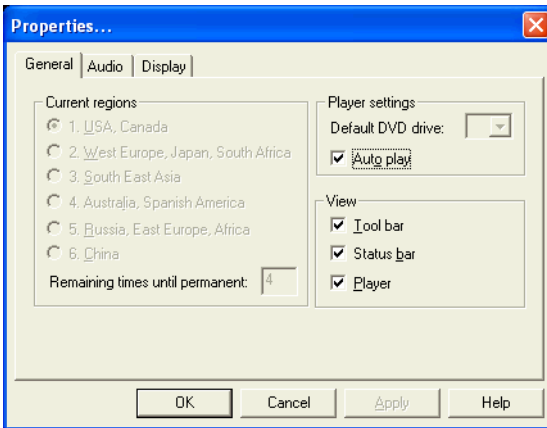 Properties...
General
Audio
Display
Current regions
1. USA, Canada
2. West Europe, Japan, South Africa
3. South East Asia
4. Australia, Spanish America
5. Russia, East Europe, Africa
6. China
Remaining times until permanent: 4
Player settings
Default DVD drive:
Auto play
View
Tool bar
Status bar
Player
OK
Cancel
Apply
Help